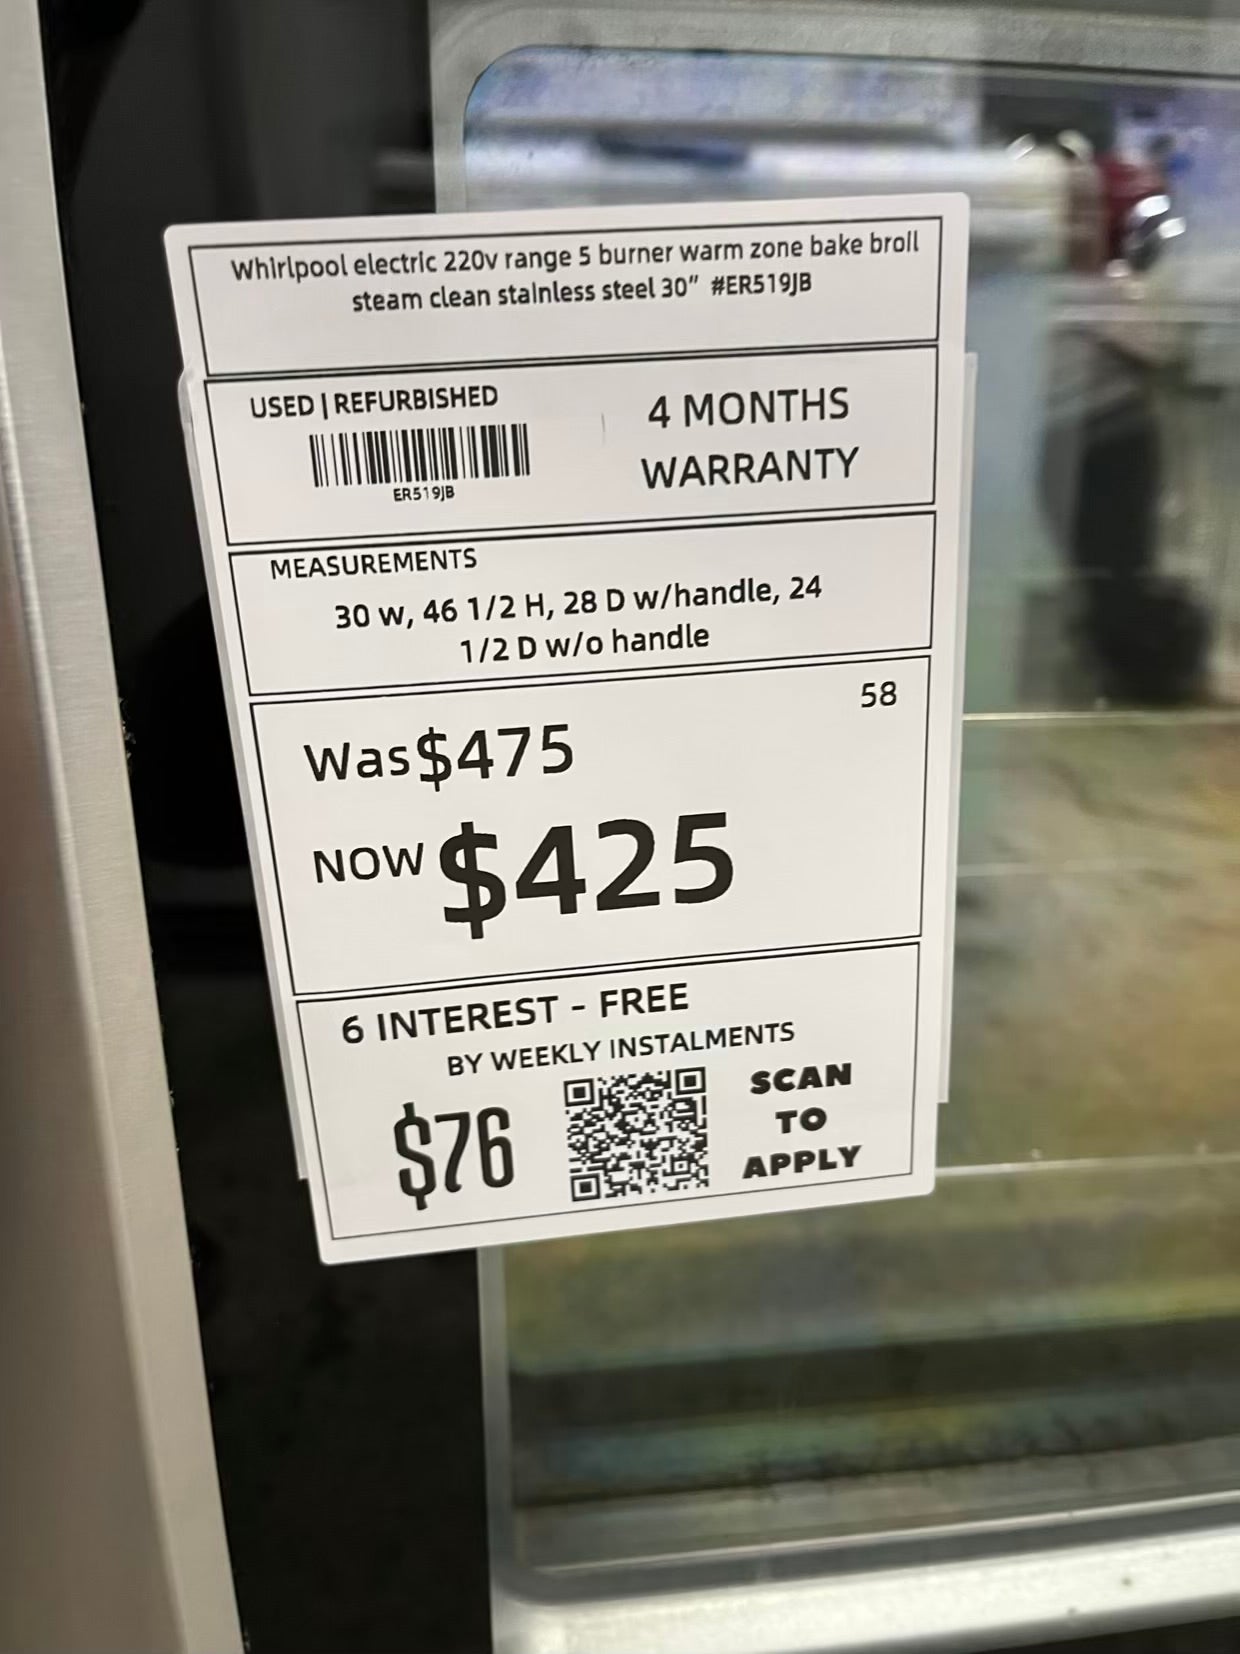 Whirlpool electric 220v range 5 burner warm zone bake broil
steam clean stainless steel 30" #ER519JB
USED | REFURBISHED
ER519JB
4 MONTHS
WARRANTY
MEASUREMENTS
30 w, 46 1/2 H, 28 D w/handle, 24
1/2 D w/o handle
58
Was $475
NOW $425
6 INTEREST - FREE
BY WEEKLY INSTALMENTS
$76
SCAN
TO
APPLY